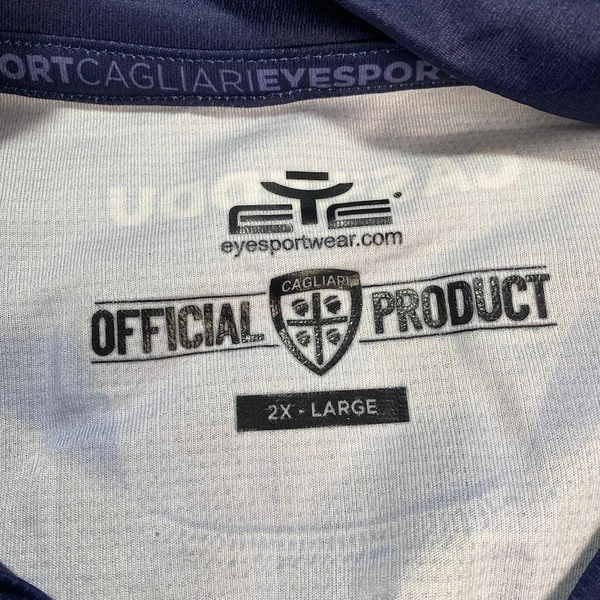 ORTCAGLIARIEYESPORT
EYE
eyesportwear.com
CAGLIARI
OFFICIAL PRODUCT
2X - LARGE